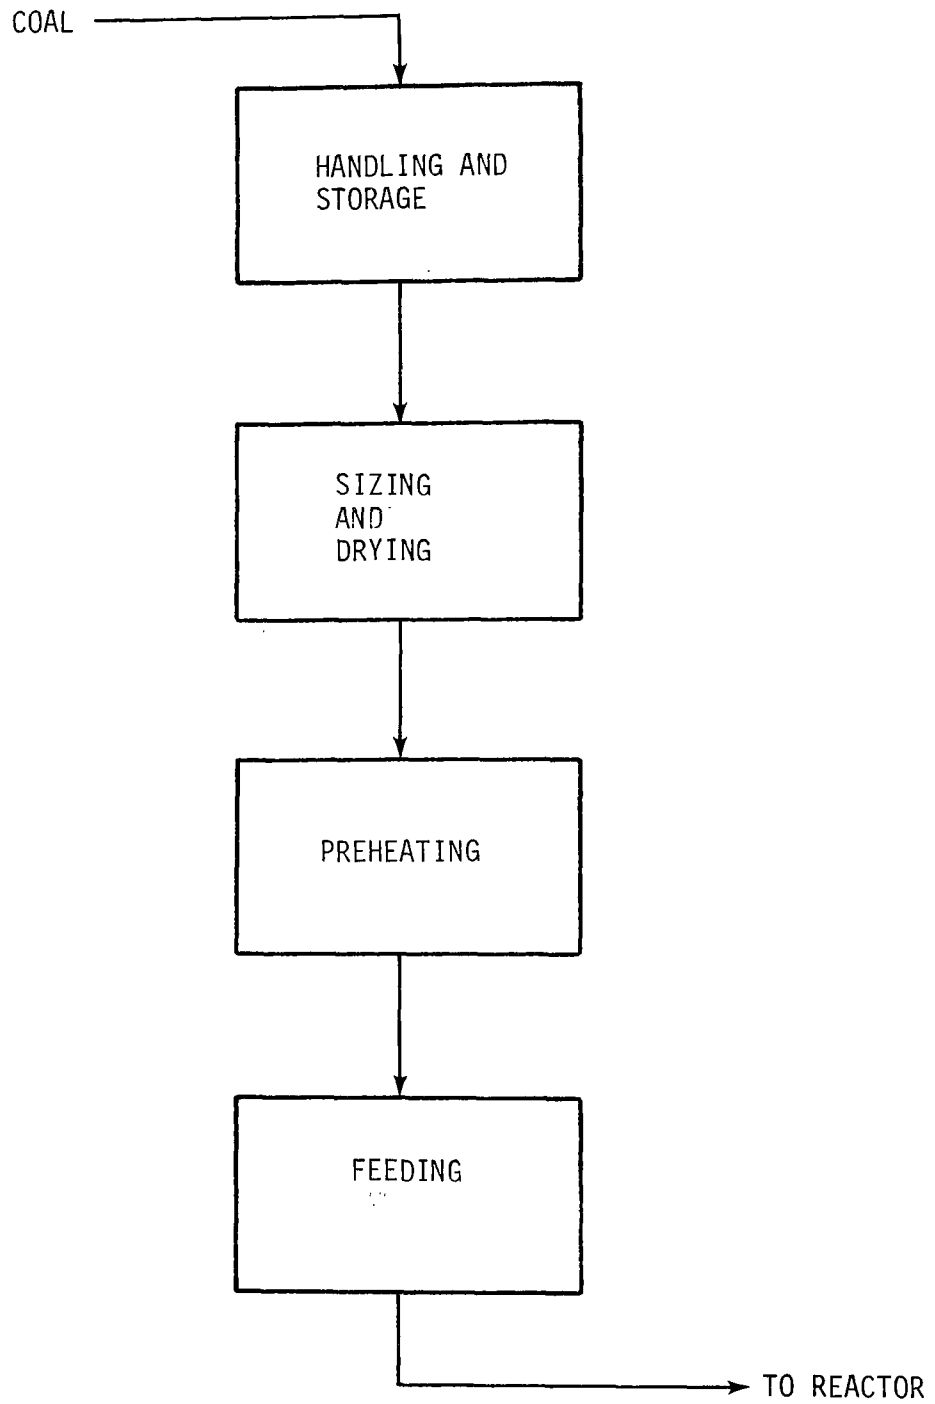 COAL
HANDLING AND
STORAGE
SIZING
AND
DRYING
PREHEATING
FEEDING
TO REACTOR